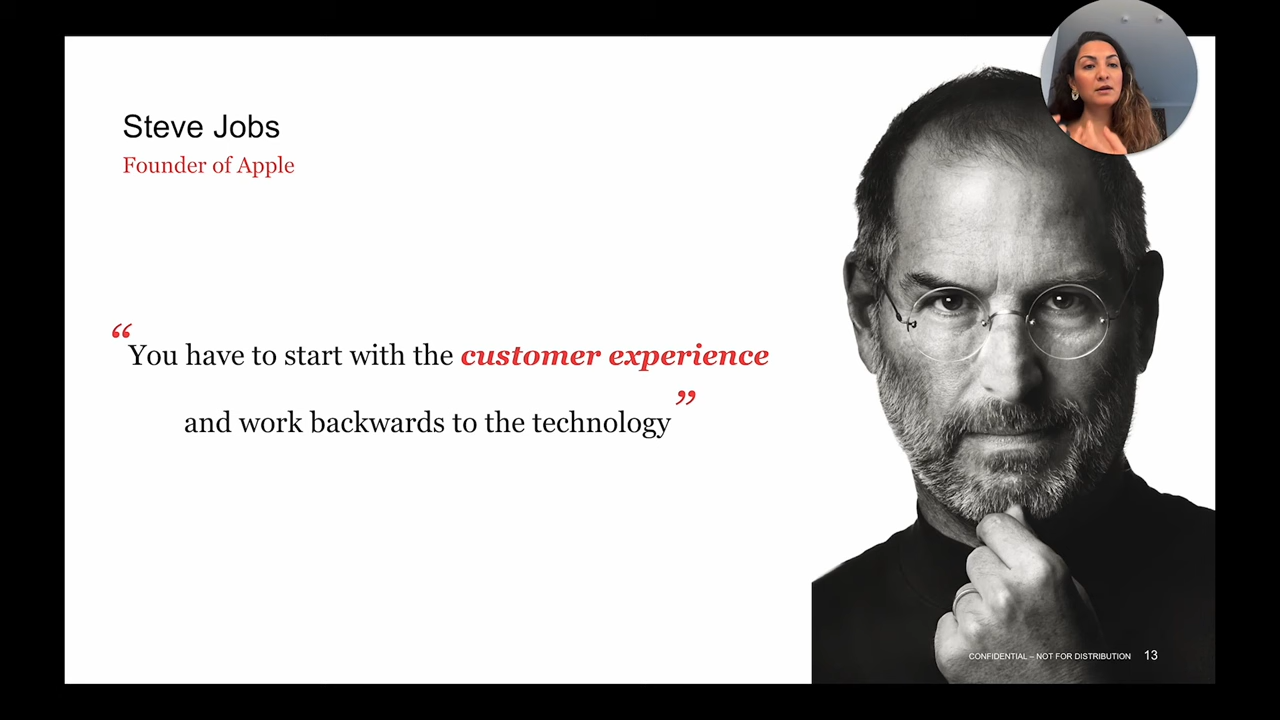 Steve Jobs
Founder of Apple
“You have to start with the customer experience
and work backwards to the technology”
CONFIDENTIAL – NOT FOR DISTRIBUTION 13